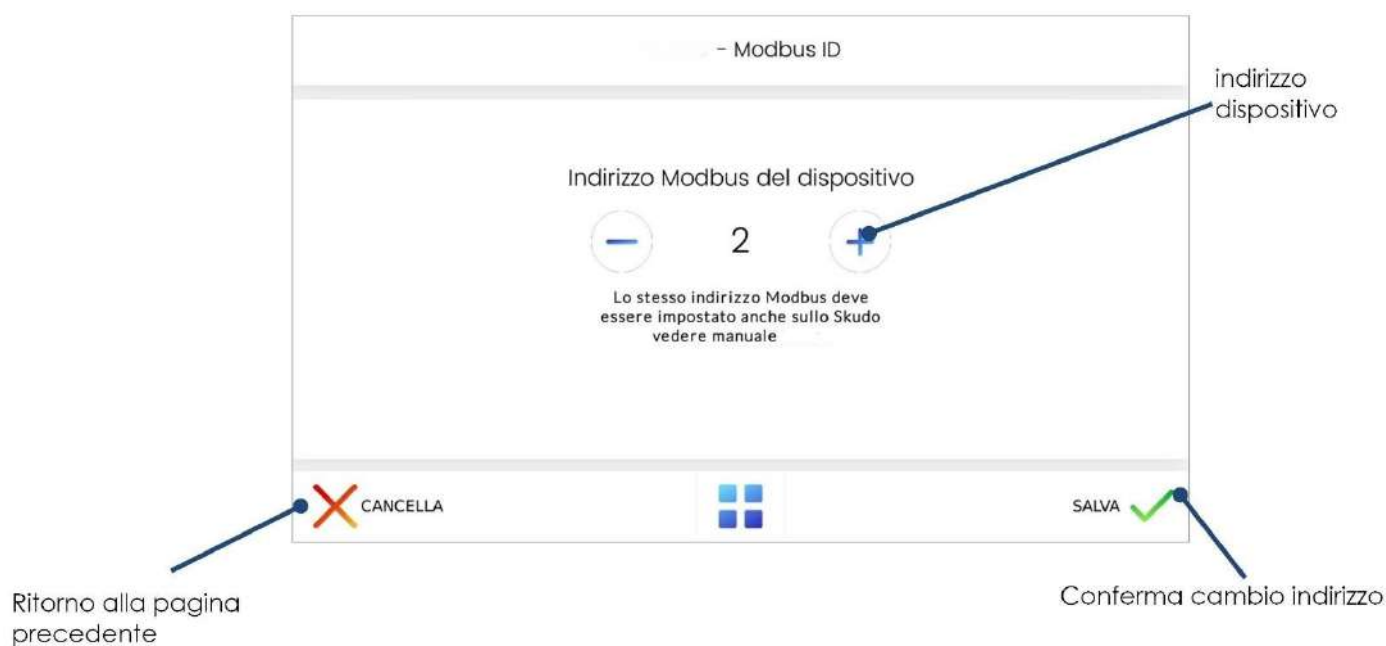 - Modbus ID
indirizzo
dispositivo
Indirizzo Modbus del dispositivo
2
Lo stesso indirizzo Modbus deve
essere impostato anche sullo Skudo
vedere manuale
CANCELLA
SALVA
Ritorno alla pagina
precedente
Conferma cambio indirizzo